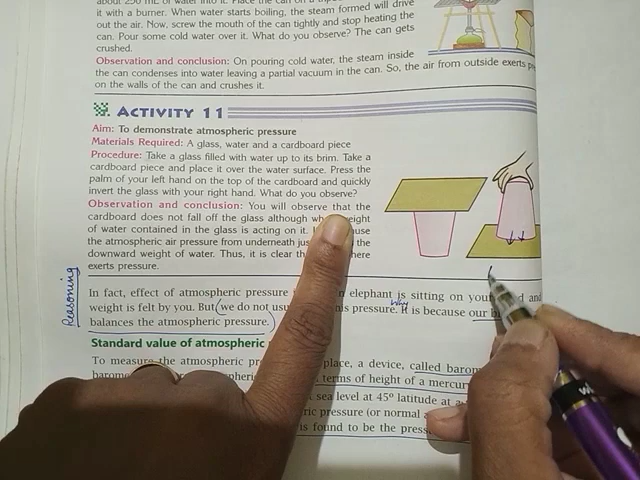 about 250 mL of water into it. Place the can on a
it with a burner. When water starts boiling, the steam formed will drive
out the air. Now, screw the mouth of the can tightly and stop heating the
can. Pour some cold water over it. What do you observe? The can gets
crushed.
Observation and conclusion: On pouring cold water, the steam inside
the can condenses into water leaving a partial vacuum in the can. So, the air from outside exerts
on the walls of the can and crushes it.
ACTIVITY 11
Aim: To demonstrate atmospheric pressure
Materials Required: A glass, water and a cardboard piece
Procedure: Take a glass filled with water up to its brim. Take a
cardboard piece and place it over the water surface. Press the
palm of your left hand on the top of the cardboard and quickly
invert the glass with your right hand. What do you observe?
Observation and conclusion: You will observe that the
cardboard does not fall off the glass although
of water contained in the glass is acting on it.
the atmospheric air pressure from underneath the
downward weight of water. Thus, it is clear
exerts pressure.
Reasoning
In fact, effect of atmospheric pressure elephant is sitting on and
weight is felt by you. But (we do not pressure. Why It is because our
balances the atmospheric pressure.)
Standard value of atmospheric
To measure the atmospheric place, a device, called
terms of height of a mercury
sea level at 45° latitude at
pressure (or normal
is found to be the